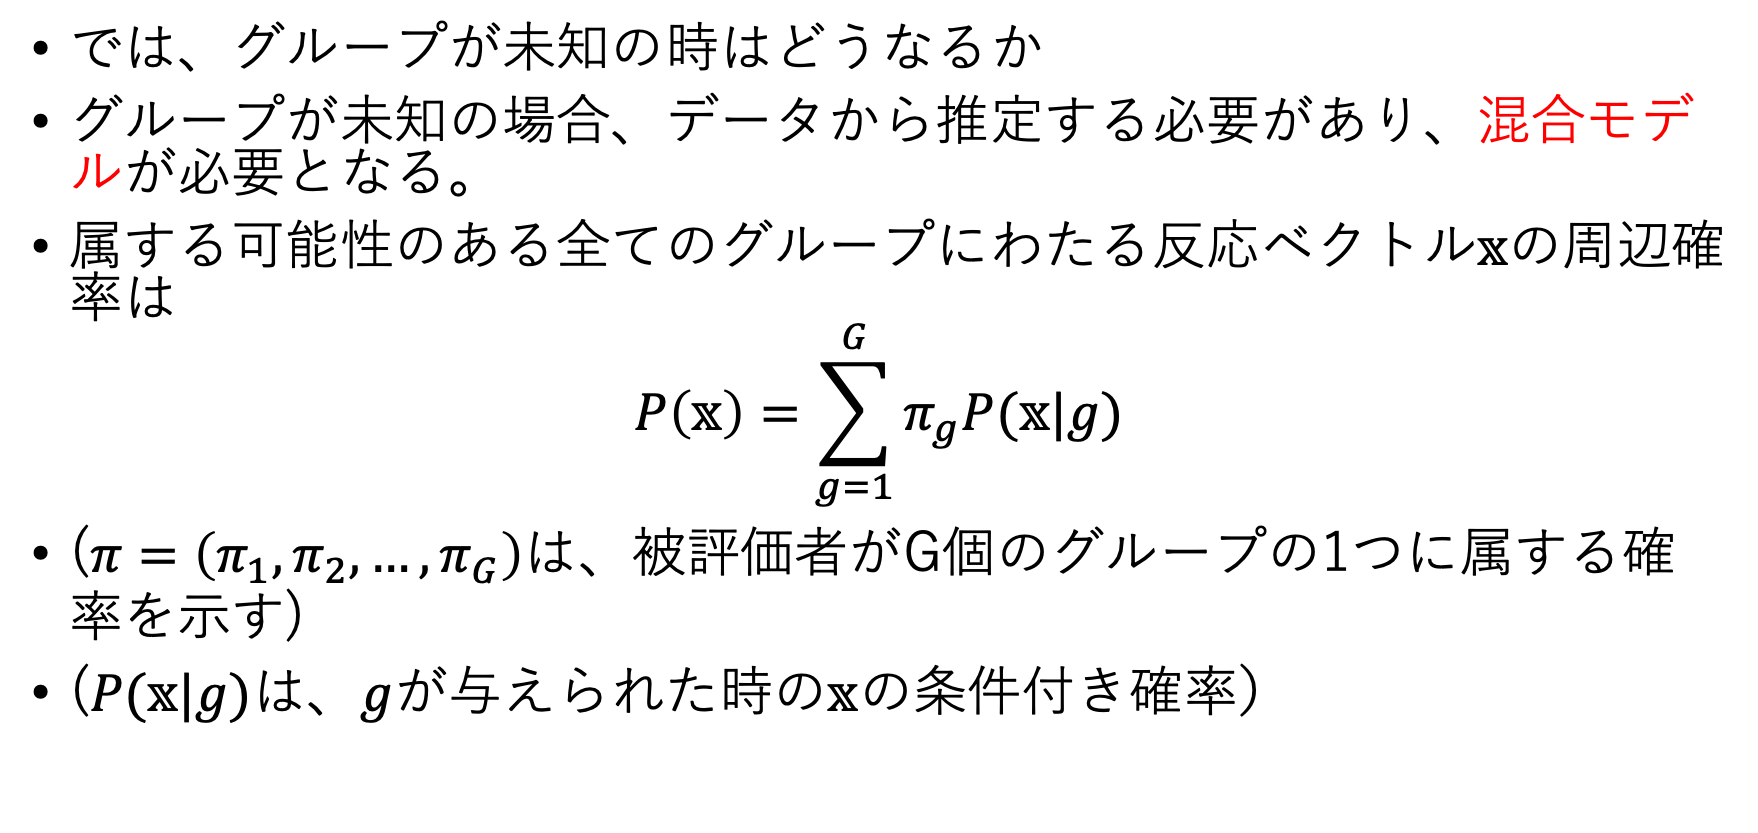 • では、グループが未知の時はどうなるか
• グループが未知の場合、データから推定する必要があり、混合モデ
ルが必要となる。
• 属する可能性のある全てのグループにわたる反応ベクトル𝐱の周辺確
率は
P(𝐱) = ∑_{g=1}^{G} π_g P(𝐱|g)
• (π = (π₁, π₂, … , π_G)は、被評価者がG個のグループの1つに属する確
率を示す)
• (P(𝐱|g)は、gが与えられた時の𝐱の条件付き確率)